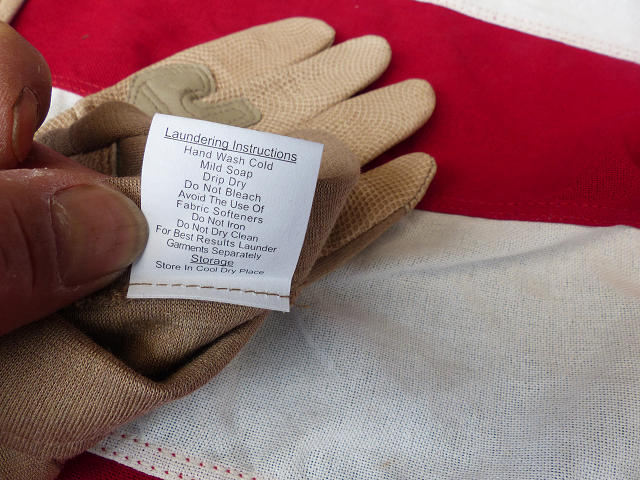 Laundering Instructions
Hand Wash Cold
Mild Soap
Drip Dry
Do Not Bleach
Avoid The Use Of
Fabric Softeners
Do Not Iron
Do Not Dry Clean
For Best Results Launder
Garments Separately
Storage
Store In Cool Dry Place